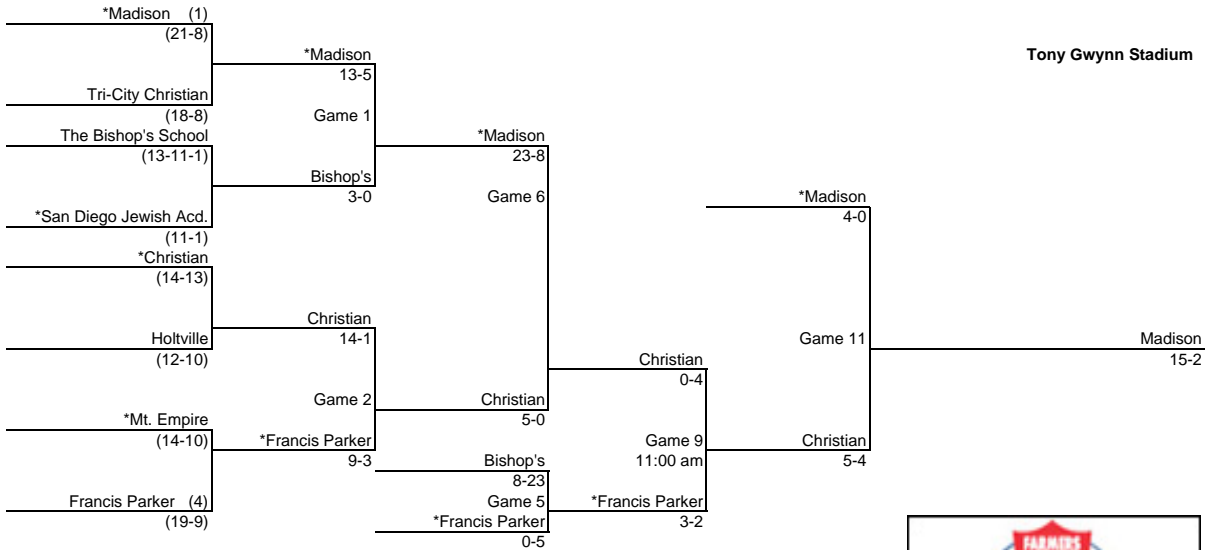 *Madison (1)
(21-8)
*Madison
13-5
Tony Gwynn Stadium
Tri-City Christian
(18-8)
Game 1
The Bishop's School
(13-11-1)
*Madison
23-8
Bishop's
3-0
Game 6
*Madison
4-0
*San Diego Jewish Acd.
(11-1)
*Christian
(14-13)
Christian
14-1
Holtville
(12-10)
Game 11
Madison
15-2
Christian
0-4
Game 2
Christian
5-0
*Mt. Empire
(14-10)
*Francis Parker
9-3
Game 9
11:00 am
Christian
5-4
Bishop's
8-23
Francis Parker (4)
(19-9)
Game 5
*Francis Parker
3-2
*Francis Parker
0-5
FARMERS